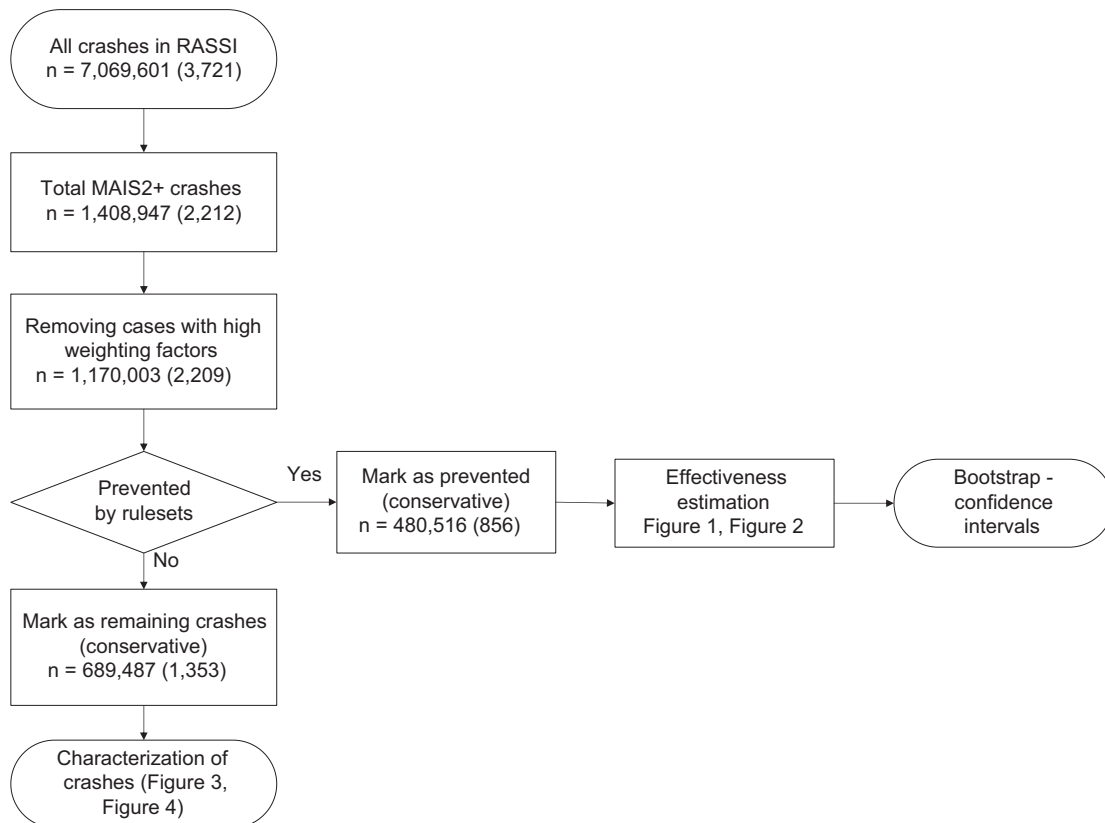 All crashes in RASSI
n = 7,069,601 (3,721)
Total MAIS2+ crashes
n = 1,408,947 (2,212)
Removing cases with high
weighting factors
n = 1,170,003 (2,209)
Prevented
by rulesets
Yes
Mark as prevented
(conservative)
n = 480,516 (856)
Effectiveness
estimation
Figure 1, Figure 2
Bootstrap -
confidence
intervals
No
Mark as remaining crashes
(conservative)
n = 689,487 (1,353)
Characterization of
crashes (Figure 3,
Figure 4)